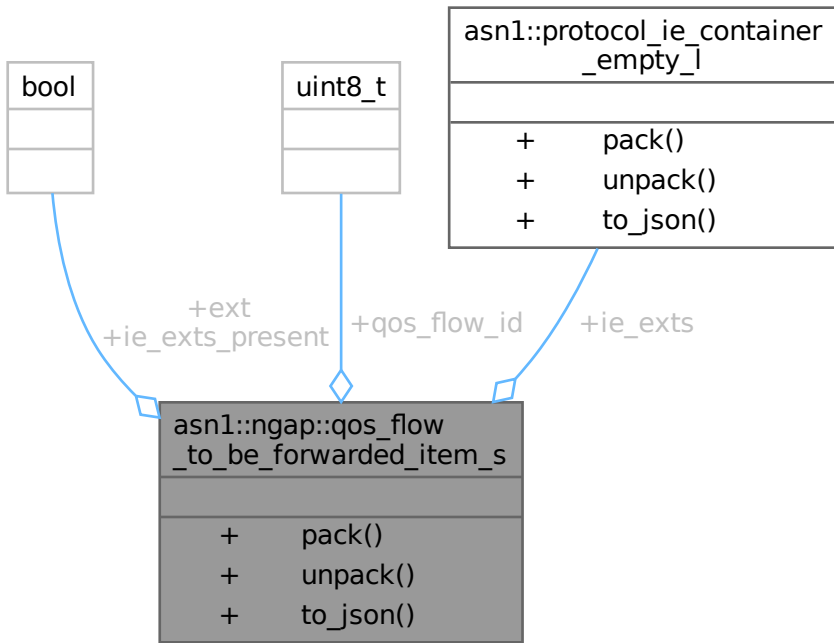 bool
uint8_t
asn1::protocol_ie_container
_empty_l
+ pack()
+ unpack()
+ to_json()
+ext
+ie_exts_present
+qos_flow_id
+ie_exts
asn1::ngap::qos_flow
_to_be_forwarded_item_s
+ pack()
+ unpack()
+ to_json()